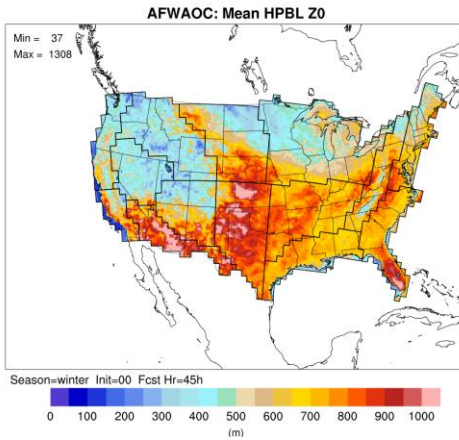 AFWAOC: Mean HPBL Z0
Min = 37
Max = 1308
Season=winter Init=00 Fcst Hr=45h
0 100 200 300 400 500 600 700 800 900 1000
(m)